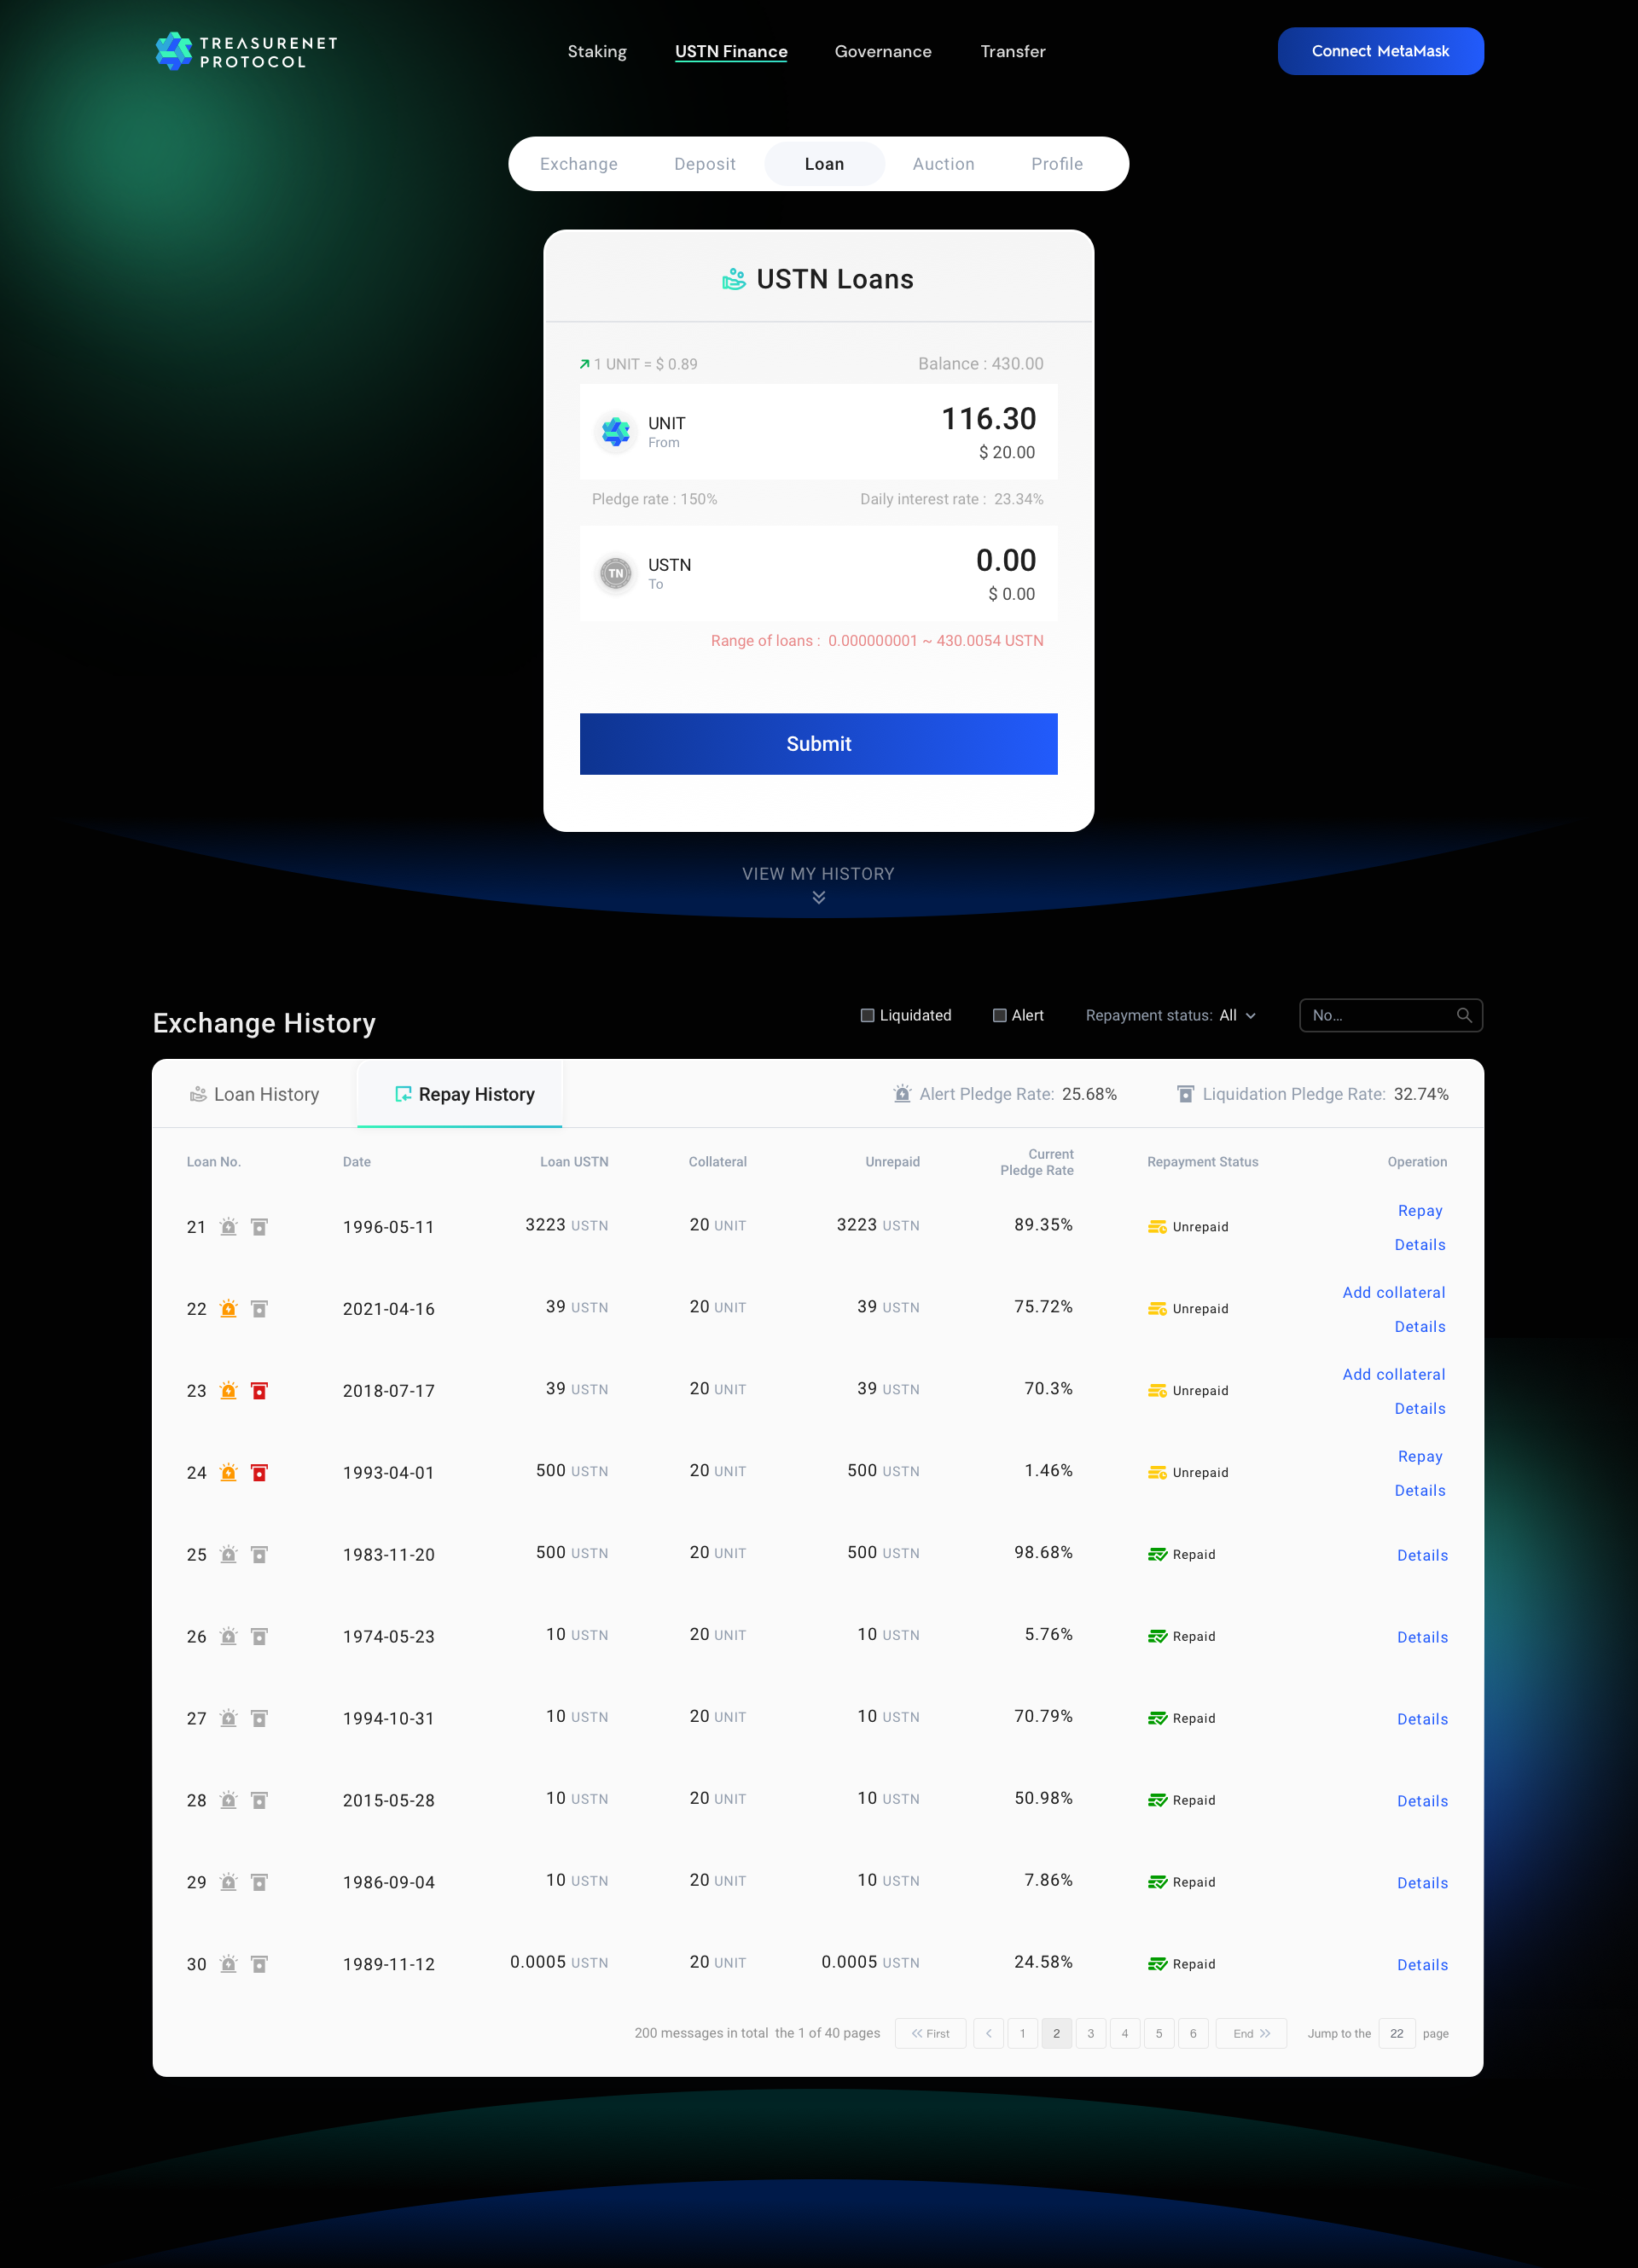 TREASURENET
PROTOCOL
Staking USTN Finance Governance Transfer
Connect MetaMask
Exchange Deposit Loan Auction Profile
USTN Loans
1 UNIT = $ 0.89 Balance : 430.00
UNIT 116.30
From $ 20.00
Pledge rate : 150% Daily interest rate : 23.34%
TN
USTN 0.00
To $ 0.00
Range of loans : 0.000000001 ~ 430.0054 USTN
Submit
VIEW MY HISTORY
Exchange History Liquidated Alert Repayment status: All No...
Loan History Repay History Alert Pledge Rate: 25.68% Liquidation Pledge Rate: 32.74%
Loan No. Date Loan USTN Collateral Unrepaid Current Pledge Rate Repayment Status Operation
21 1996-05-11 3223 USTN 20 UNIT 3223 USTN 89.35% Unrepaid Repay
Details
22 2021-04-16 39 USTN 20 UNIT 39 USTN 75.72% Unrepaid Add collateral
Details
23 2018-07-17 39 USTN 20 UNIT 39 USTN 70.3% Unrepaid Add collateral
Details
24 1993-04-01 500 USTN 20 UNIT 500 USTN 1.46% Unrepaid Repay
Details
25 1983-11-20 500 USTN 20 UNIT 500 USTN 98.68% Repaid Details
26 1974-05-23 10 USTN 20 UNIT 10 USTN 5.76% Repaid Details
27 1994-10-31 10 USTN 20 UNIT 10 USTN 70.79% Repaid Details
28 2015-05-28 10 USTN 20 UNIT 10 USTN 50.98% Repaid Details
29 1986-09-04 10 USTN 20 UNIT 10 USTN 7.86% Repaid Details
30 1989-11-12 0.0005 USTN 20 UNIT 0.0005 USTN 24.58% Repaid Details
200 messages in total the 1 of 40 pages First 1 2 3 4 5 6 End Jump to the 22 page